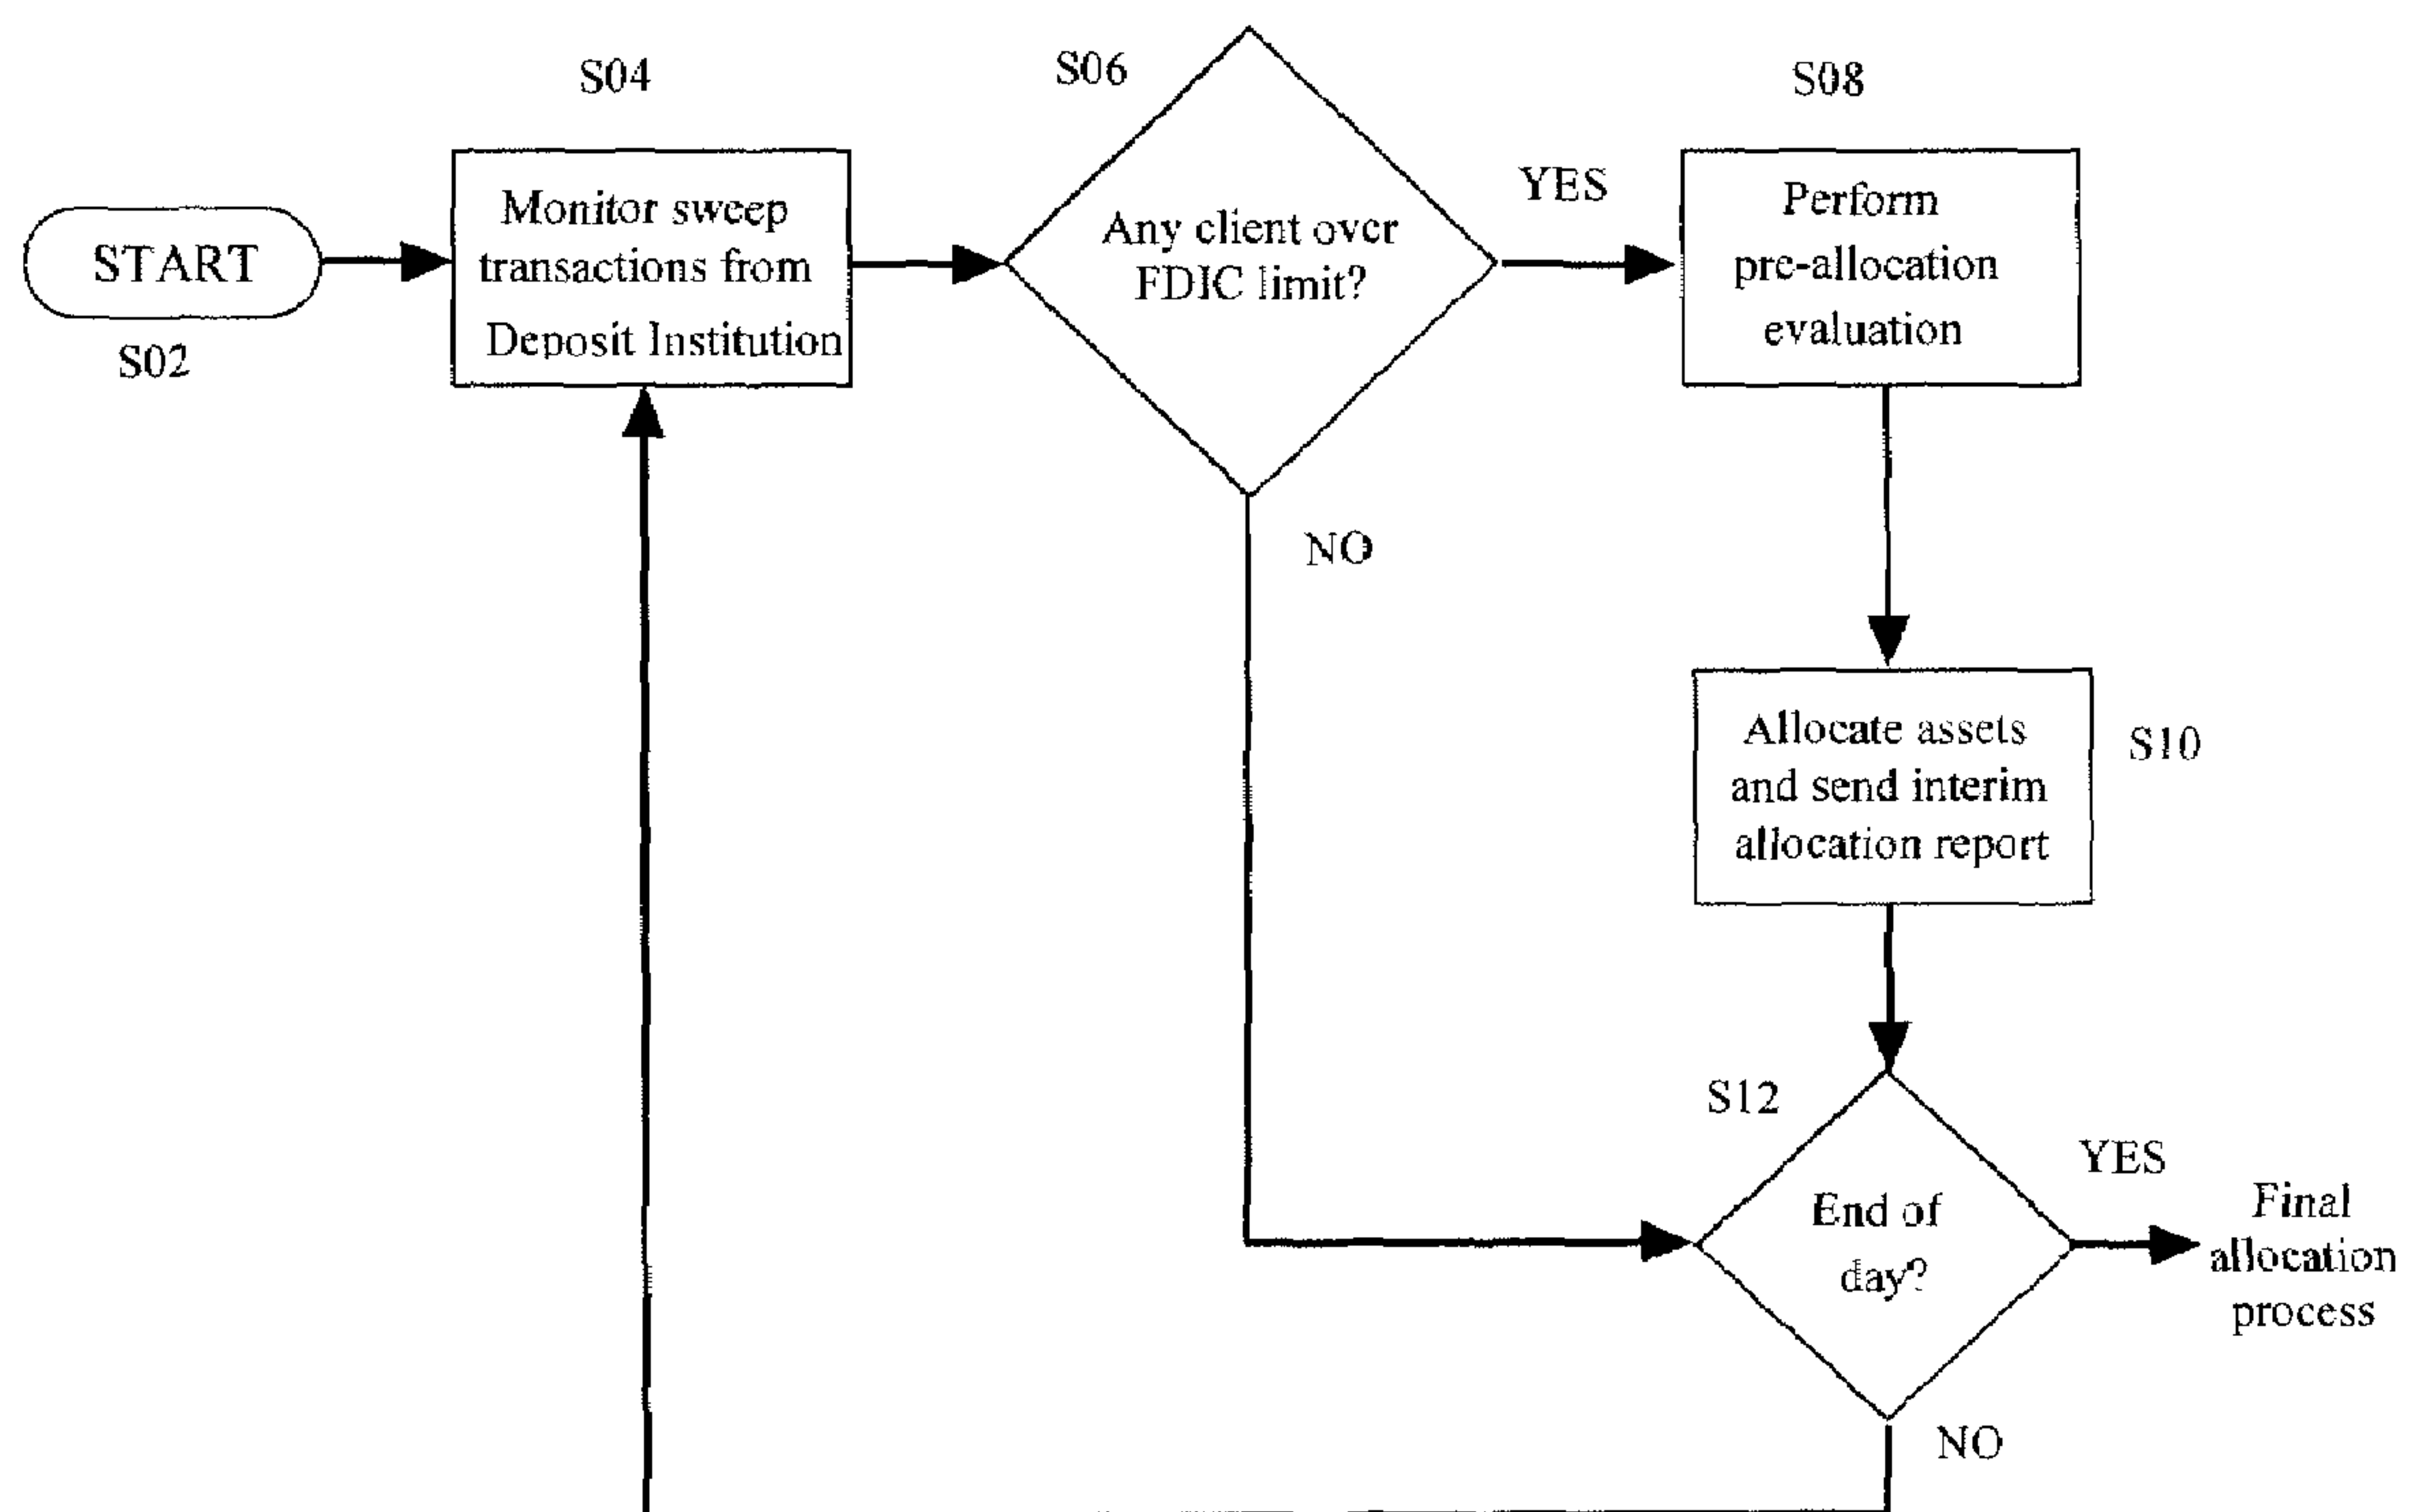 S04
S06
S08
START
S02
Monitor sweep
transactions from
Deposit Institution
Any client over
FDIC limit?
YES
Perform
pre-allocation
evaluation
NO
Allocate assets
and send interim
allocation report
S10
S12
End of
day?
YES
Final
allocation
process
NO